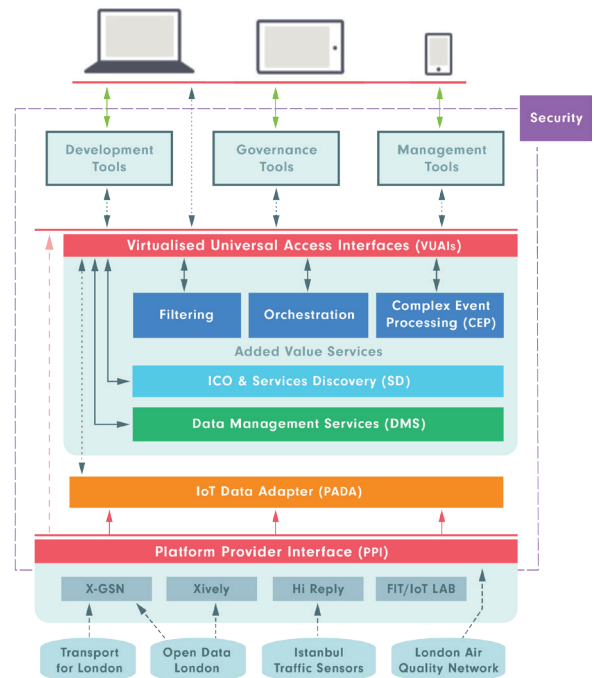 Security
Development
Tools
Governance
Tools
Management
Tools
Virtualised Universal Access Interfaces (VUAIs)
Filtering
Orchestration
Complex Event
Processing (CEP)
Added Value Services
ICO & Services Discovery (SD)
Data Management Services (DMS)
IoT Data Adapter (PADA)
Platform Provider Interface (PPI)
X-GSN
Xively
Hi Reply
FIT/IoT LAB
Transport
for London
Open Data
London
Istanbul
Traffic Sensors
London Air
Quality Network